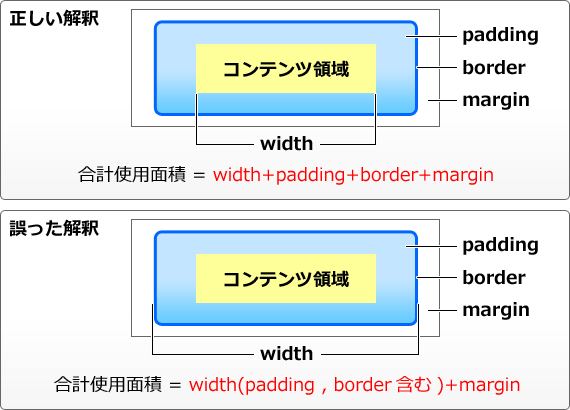 正しい解釈
padding
コンテンツ領域
border
margin
width
合計使用面積 = width+padding+border+margin
誤った解釈
padding
コンテンツ領域
border
margin
width
合計使用面積 = width(padding , border 含む )+margin